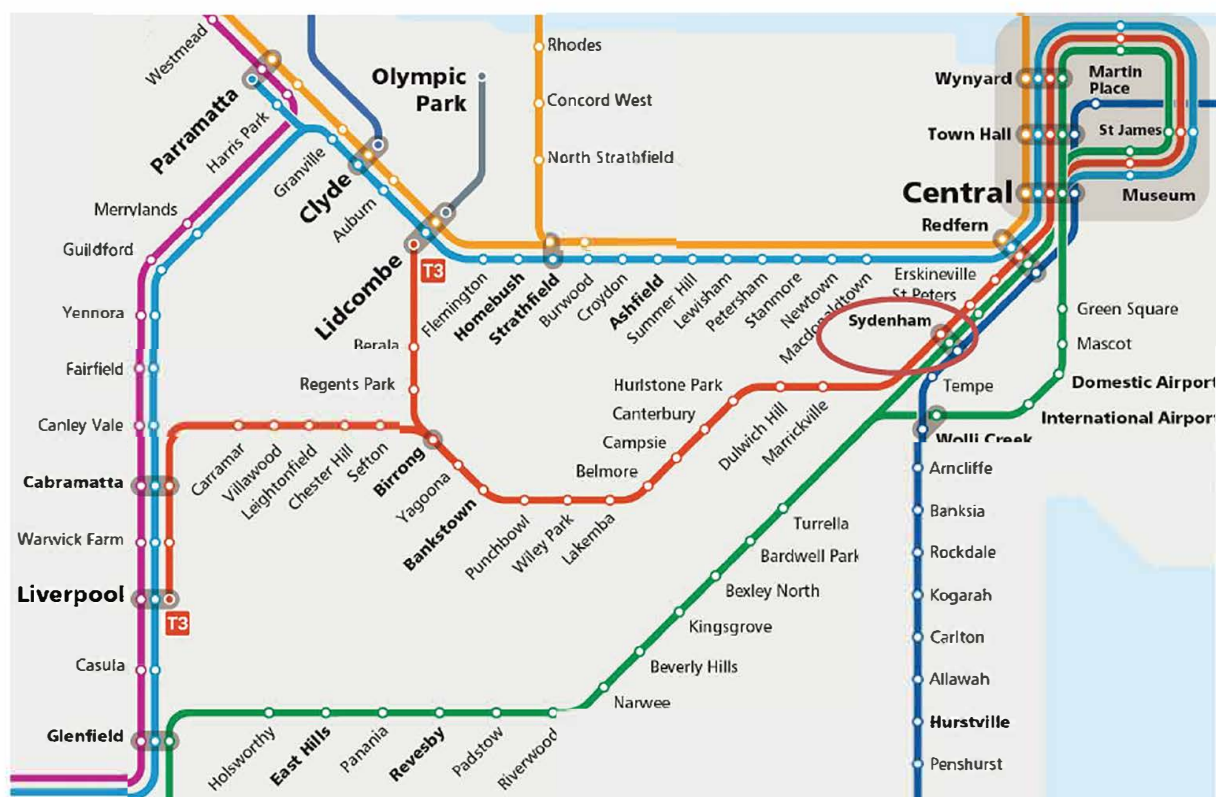 Westmead
Parramatta
Harris Park
Granville
Clyde
Auburn
Olympic
Park
Lidcombe
T3
Rhodes
Concord West
North Strathfield
Flemington
Homebush
Strathfield
Burwood
Croydon
Ashfield
Summer Hill
Lewisham
Petersham
Stanmore
Newtown
Macdonaldtown
Wynyard
Town Hall
Central
Redfern
Martin
Place
St James
Museum
Erskineville
St Peters
Sydenham
Green Square
Mascot
Domestic Airport
International Airport
Tempe
Wolli Creek
Merrylands
Guildford
Yennora
Fairfield
Canley Vale
Cabramatta
Warwick Farm
Liverpool
T3
Casula
Glenfield
Berala
Regents Park
Carramar
Villawood
Leightonfield
Chester Hill
Sefton
Birrong
Yagoona
Bankstown
Punchbowl
Wiley Park
Lakemba
Belmore
Campsie
Canterbury
Hurlstone Park
Dulwich Hill
Marrickville
Turrella
Bardwell Park
Bexley North
Kingsgrove
Beverly Hills
Narwee
Riverwood
Padstow
Revesby
Panania
East Hills
Holsworthy
Arncliffe
Banksia
Rockdale
Kogarah
Carlton
Allawah
Hurstville
Penshurst